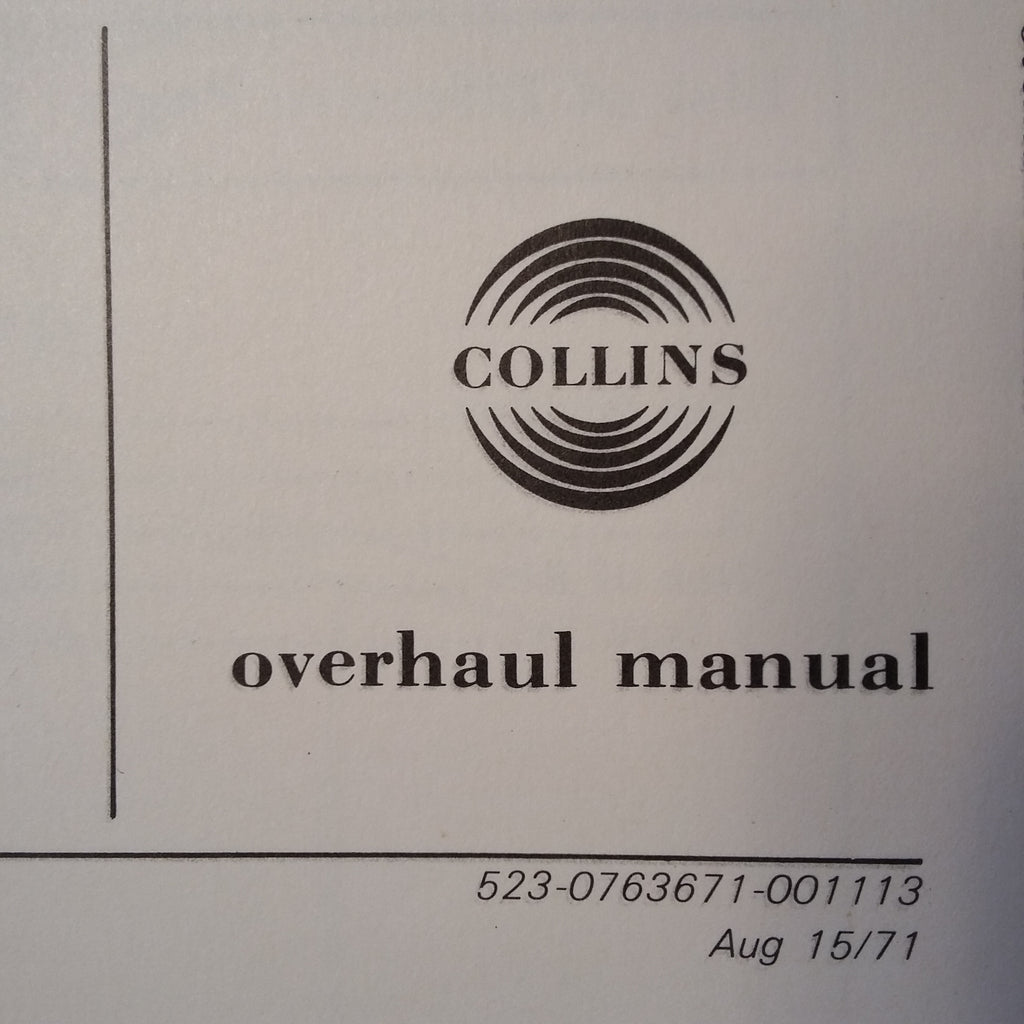 COLLINS
overhaul manual
523-0763671-001113
Aug 15/71